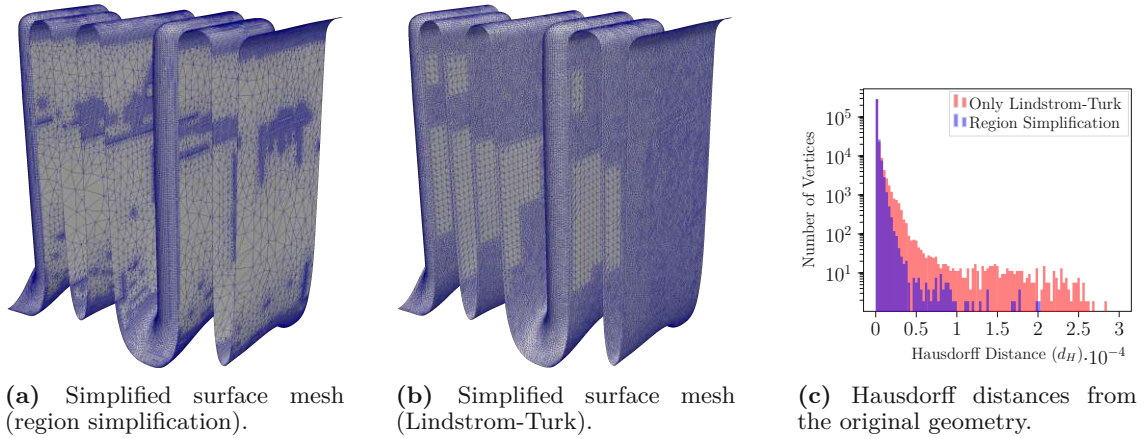 Only Lindstrom-Turk
Region Simplification
Number of Vertices
10^5
10^4
10^3
10^2
10^1
0 0.5 1 1.5 2 2.5 3
Hausdorff Distance (d_H) .10^-4
(a) Simplified surface mesh
(region simplification).
(b) Simplified surface mesh
(Lindstrom-Turk).
(c) Hausdorff distances from
the original geometry.